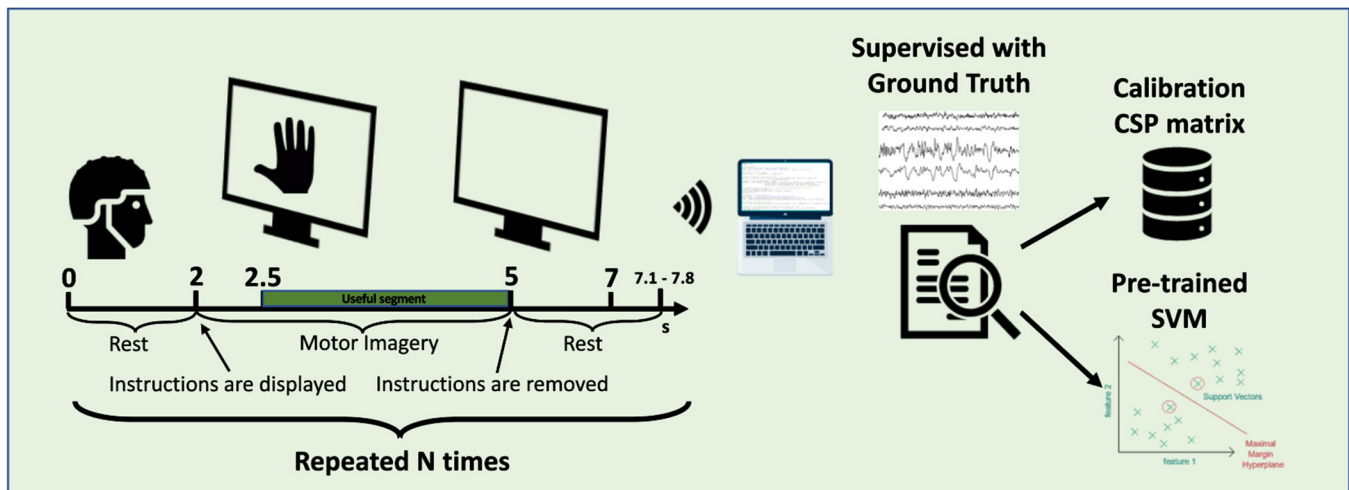 Supervised with
Ground Truth
Calibration
CSP matrix
0
2
2.5
5
7
7.1 - 7.8
Useful segment
s
Rest
Motor Imagery
Rest
Instructions are displayed
Instructions are removed
Repeated N times
Pre-trained
SVM
feature 2
Support Vectors
feature 1
Maximal
Margin
Hyperplane